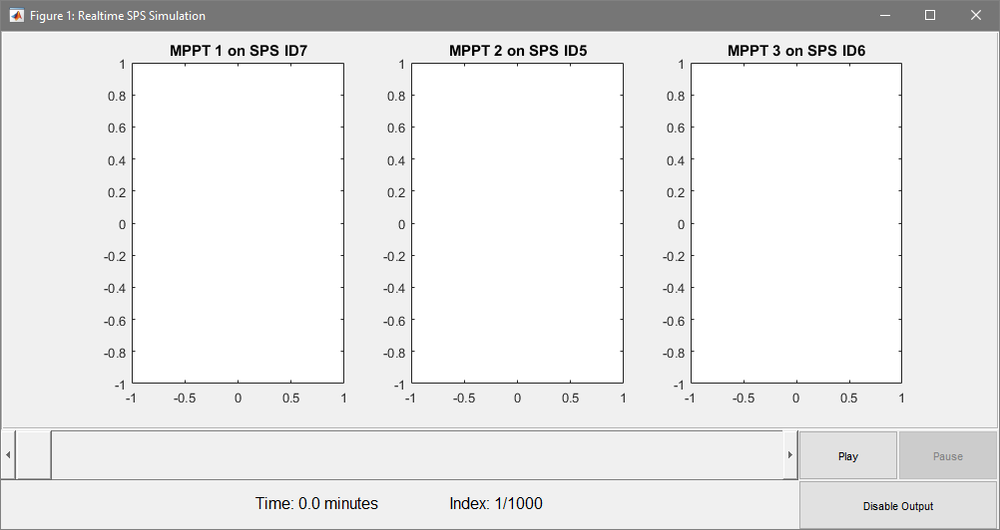 Figure 1: Realtime SPS Simulation
MPPT 1 on SPS ID7
1
0.8
0.6
0.4
0.2
0
-0.2
-0.4
-0.6
-0.8
-1
-1 -0.5 0 0.5 1
MPPT 2 on SPS ID5
1
0.8
0.6
0.4
0.2
0
-0.2
-0.4
-0.6
-0.8
-1
-1 -0.5 0 0.5 1
MPPT 3 on SPS ID6
1
0.8
0.6
0.4
0.2
0
-0.2
-0.4
-0.6
-0.8
-1
-1 -0.5 0 0.5 1
Play
Pause
Time: 0.0 minutes
Index: 1/1000
Disable Output